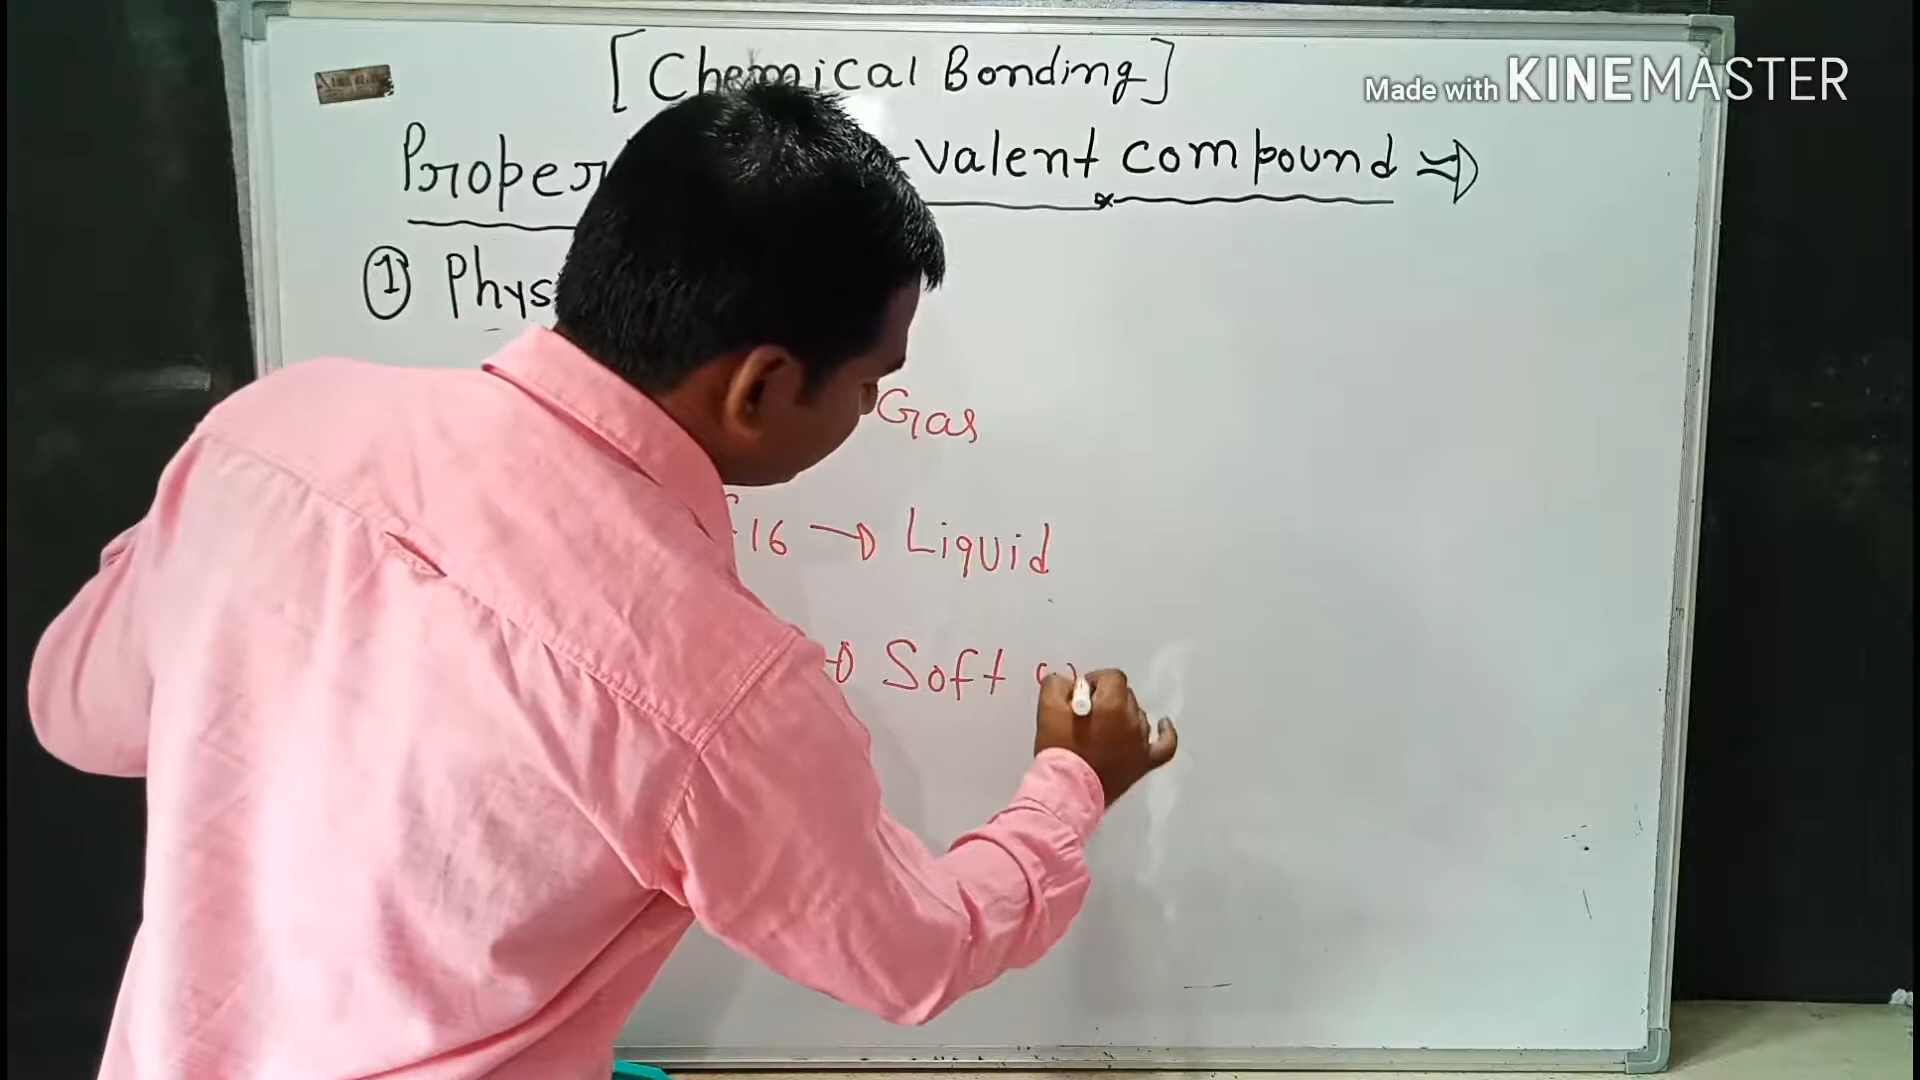 [Chemical Bonding]
Made with KINEMASTER
Proper -valent compound ⇒
① Phys
Gas
16 → Liquid
→ Soft